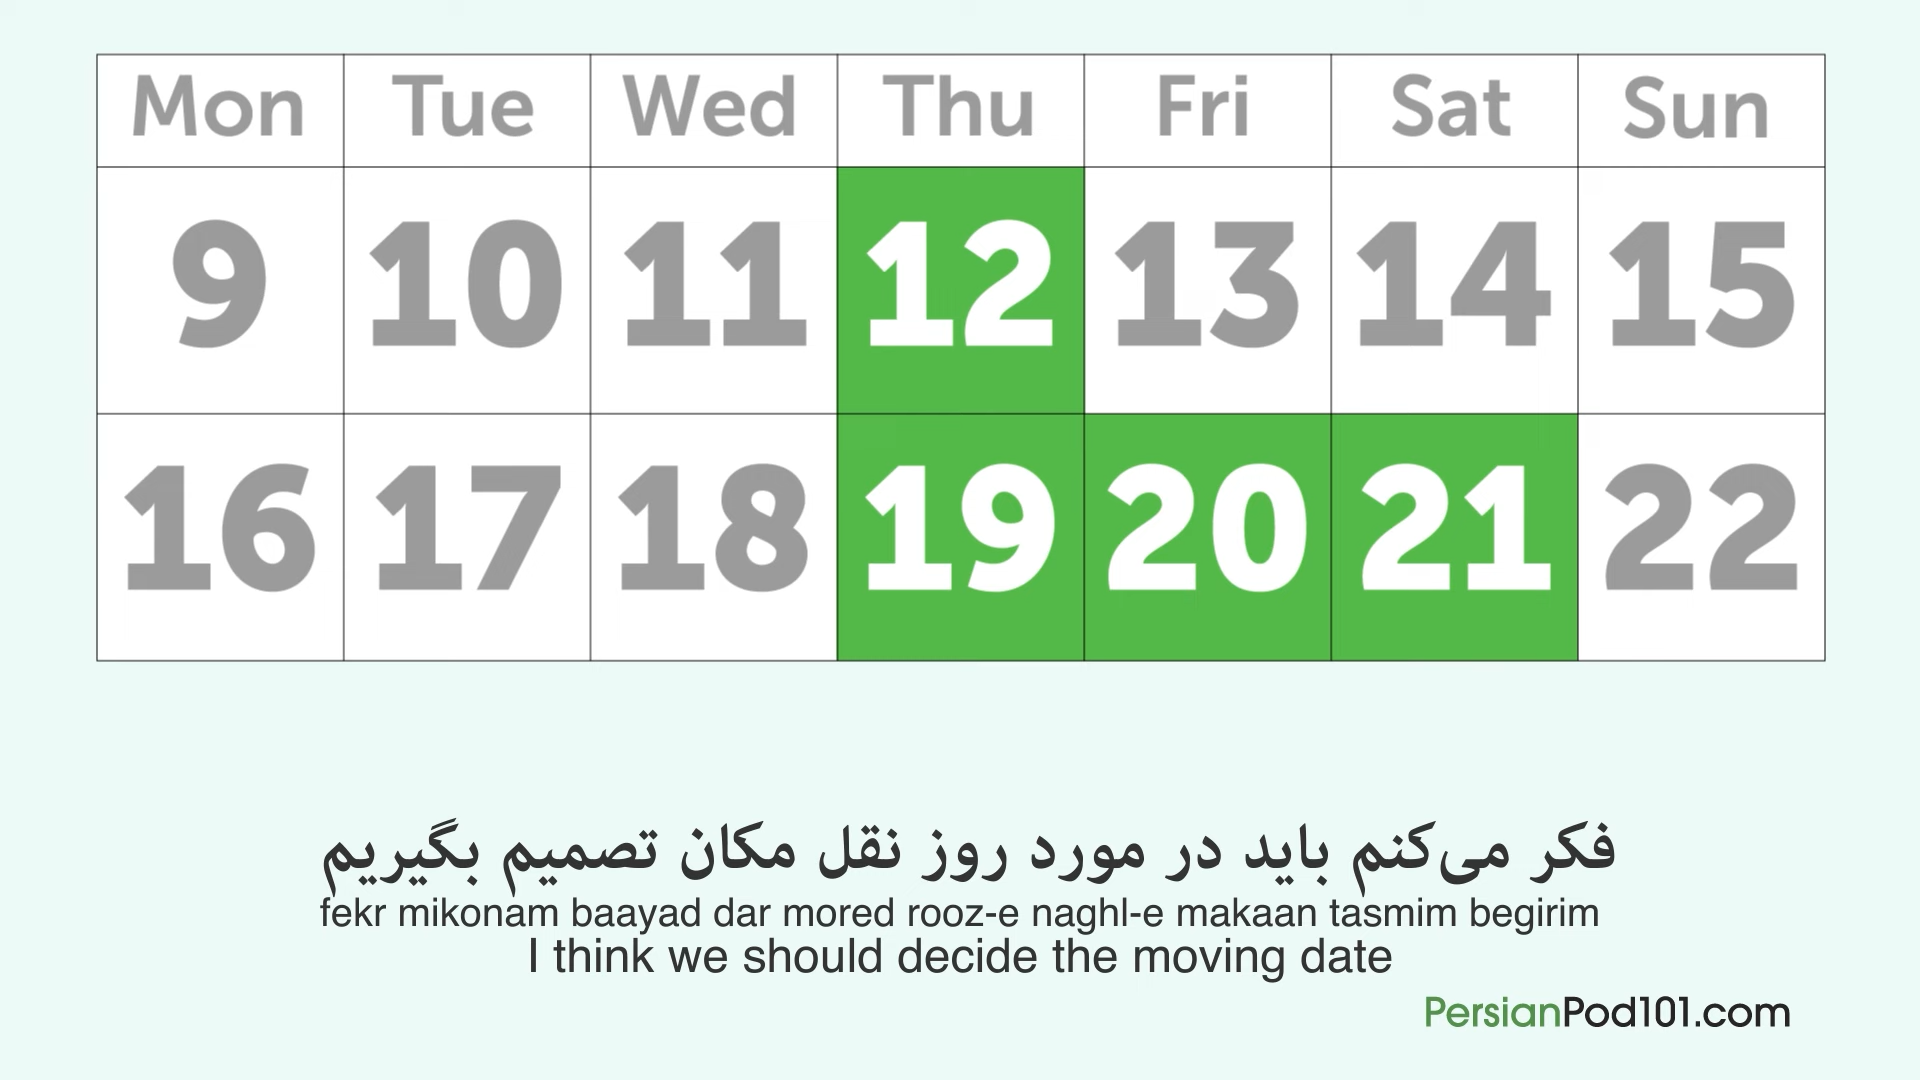 Mon Tue Wed Thu Fri Sat Sun
9 10 11 12 13 14 15
16 17 18 19 20 21 22
فکر می‌کنم باید در مورد روز نقل مکان تصمیم بگیریم
fekr mikonam baayad dar mored rooz-e naghl-e makaan tasmim begirim
I think we should decide the moving date
PersianPod101.com